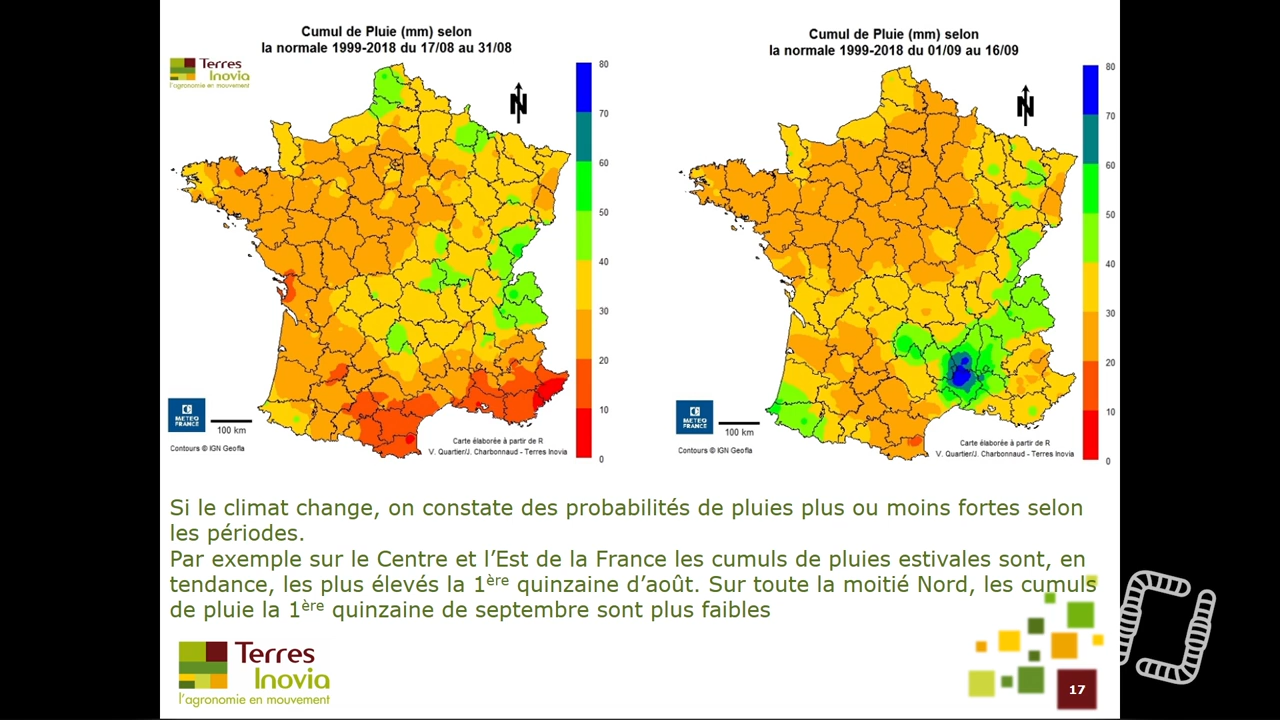 Cumul de Pluie (mm) selon
la normale 1999-2018 du 17/08 au 31/08
Terres
Inovia
l'agronomie en mouvement
N
80
70
60
50
40
30
20
10
0
METEO
FRANCE
100 km
Contours © IGN Geofla
Carte élaborée à partir de R
V. Quartier/J. Charbonnaud - Terres Inovia
Cumul de Pluie (mm) selon
la normale 1999-2018 du 01/09 au 16/09
N
80
70
60
50
40
30
20
10
0
METEO
FRANCE
100 km
Contours © IGN Geofla
Carte élaborée à partir de R
V. Quartier/J. Charbonnaud - Terres Inovia
Si le climat change, on constate des probabilités de pluies plus ou moins fortes selon
les périodes.
Par exemple sur le Centre et l’Est de la France les cumuls de pluies estivales sont, en
tendance, les plus élevés la 1ère quinzaine d’août. Sur toute la moitié Nord, les cumuls
de pluie la 1ère quinzaine de septembre sont plus faibles
Terres
Inovia
l'agronomie en mouvement
17